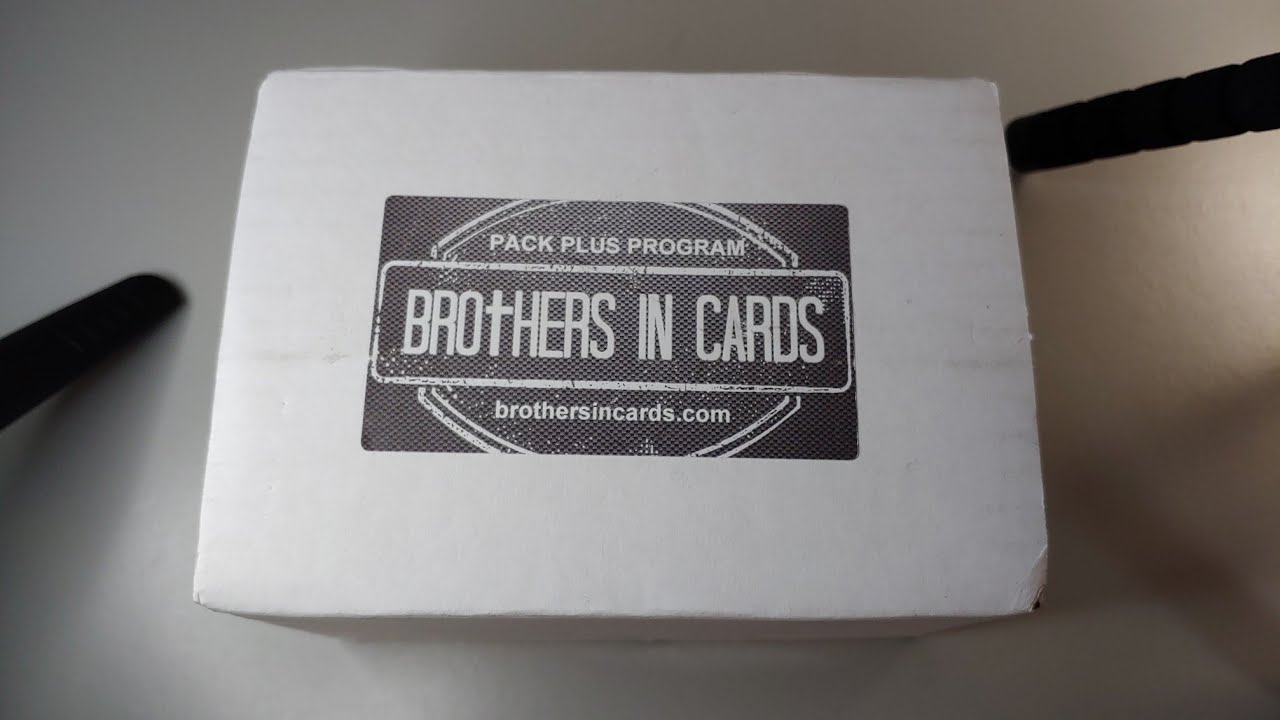 PACK PLUS PROGRAM
BROTHERS IN CARDS
brothersincards.com